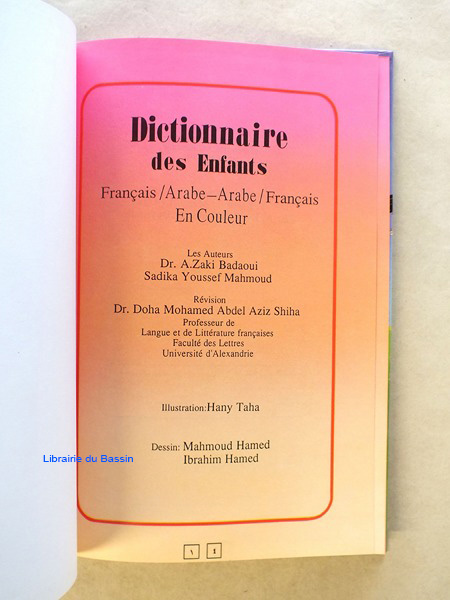 Dictionnaire
des Enfants
Français/Arabe–Arabe/Français
En Couleur
Les Auteurs
Dr. A.Zaki Badaoui
Sadika Youssef Mahmoud
Révision
Dr. Doha Mohamed Abdel Aziz Shiha
Professeur de
Langue et de Littérature françaises
Faculté des Lettres
Université d'Alexandrie
Illustration:Hany Taha
Dessin: Mahmoud Hamed
Ibrahim Hamed
Librairie du Bassin
١ 1